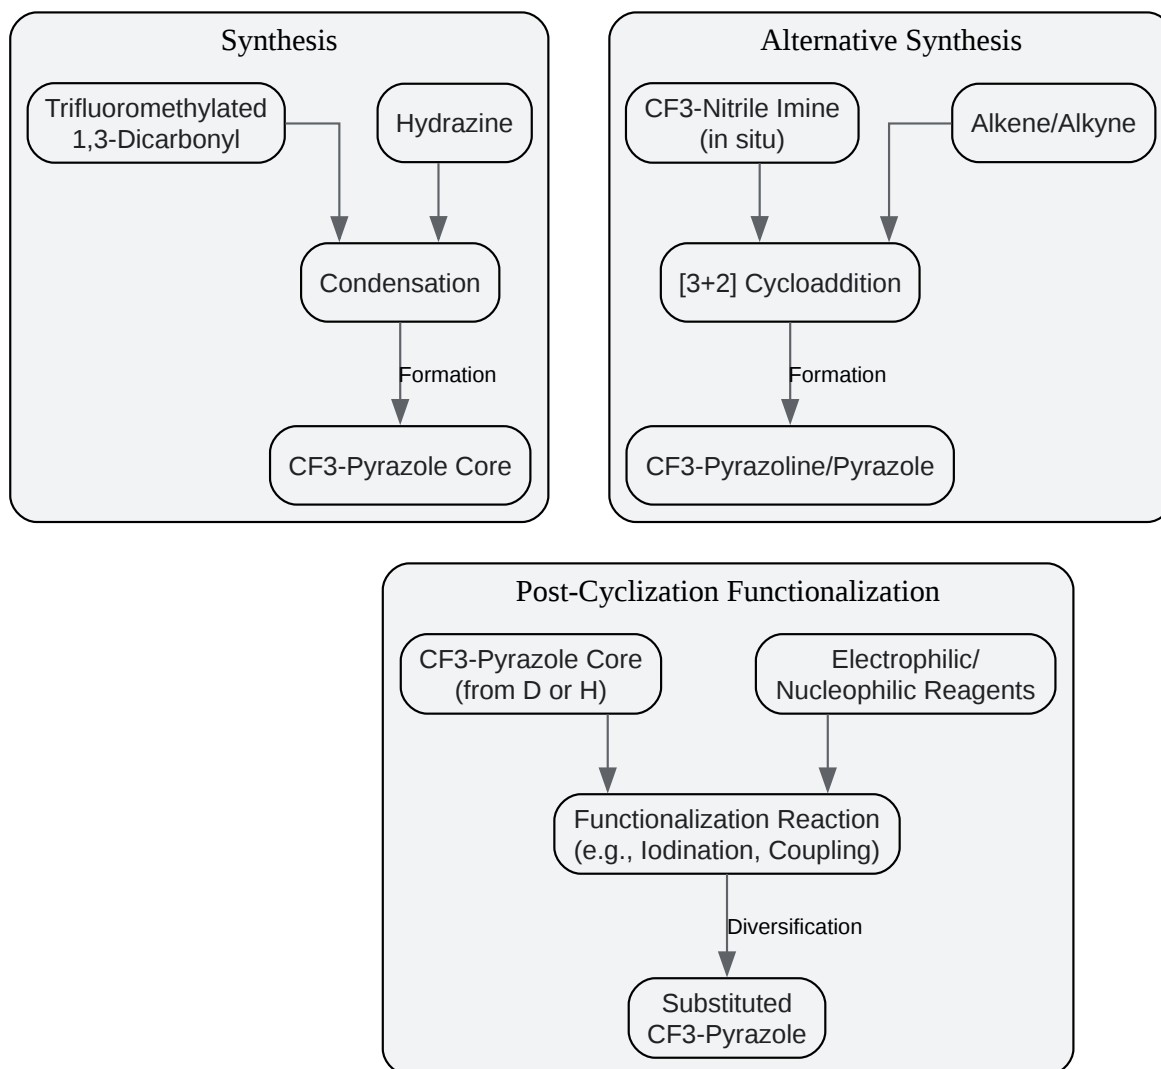 Synthesis
Trifluoromethylated
1,3-Dicarbonyl
Hydrazine
Condensation
Formation
CF3-Pyrazole Core
Alternative Synthesis
CF3-Nitrile Imine
(in situ)
Alkene/Alkyne
[3+2] Cycloaddition
Formation
CF3-Pyrazoline/Pyrazole
Post-Cyclization Functionalization
CF3-Pyrazole Core
(from D or H)
Electrophilic/
Nucleophilic Reagents
Functionalization Reaction
(e.g., Iodination, Coupling)
Diversification
Substituted
CF3-Pyrazole